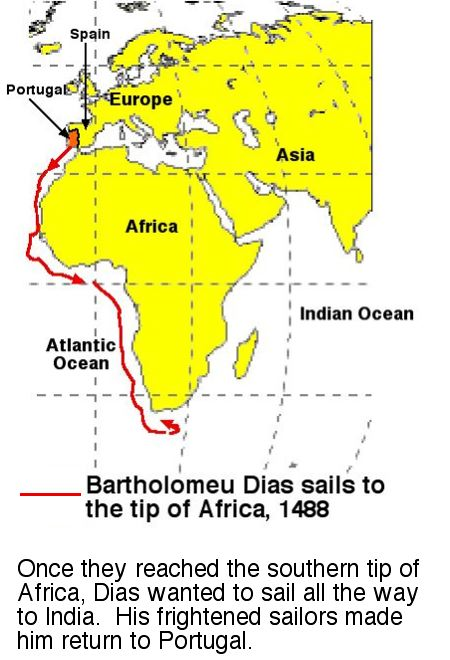 Spain
Portugal
Europe
Asia
Africa
Indian Ocean
Atlantic
Ocean
Bartholomeu Dias sails to
the tip of Africa, 1488
Once they reached the southern tip of
Africa, Dias wanted to sail all the way
to India.  His frightened sailors made
him return to Portugal.